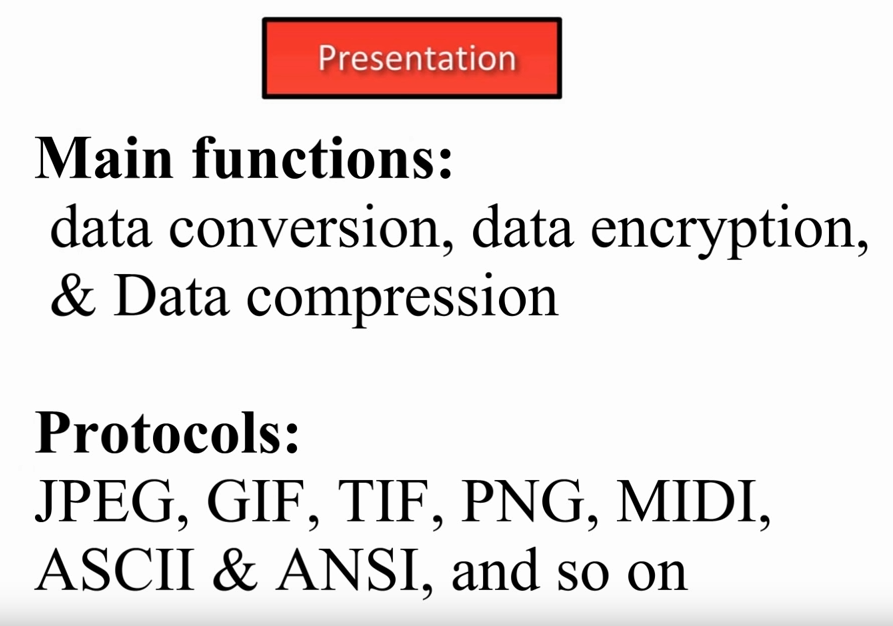 Presentation
Main functions:
data conversion, data encryption,
& Data compression
Protocols:
JPEG, GIF, TIF, PNG, MIDI,
ASCII & ANSI, and so on